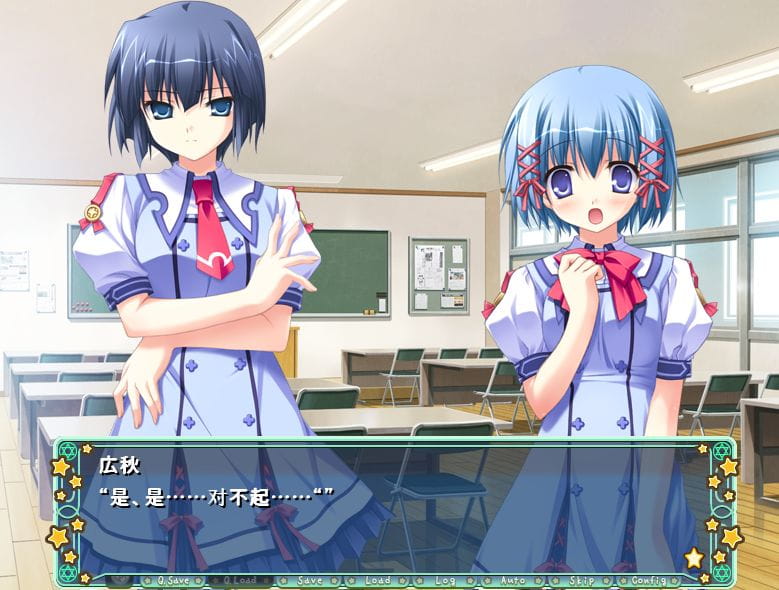 広秋
“是、是……对不起……“”
Q.Save Q.Load Save Load Log Auto Skip Config